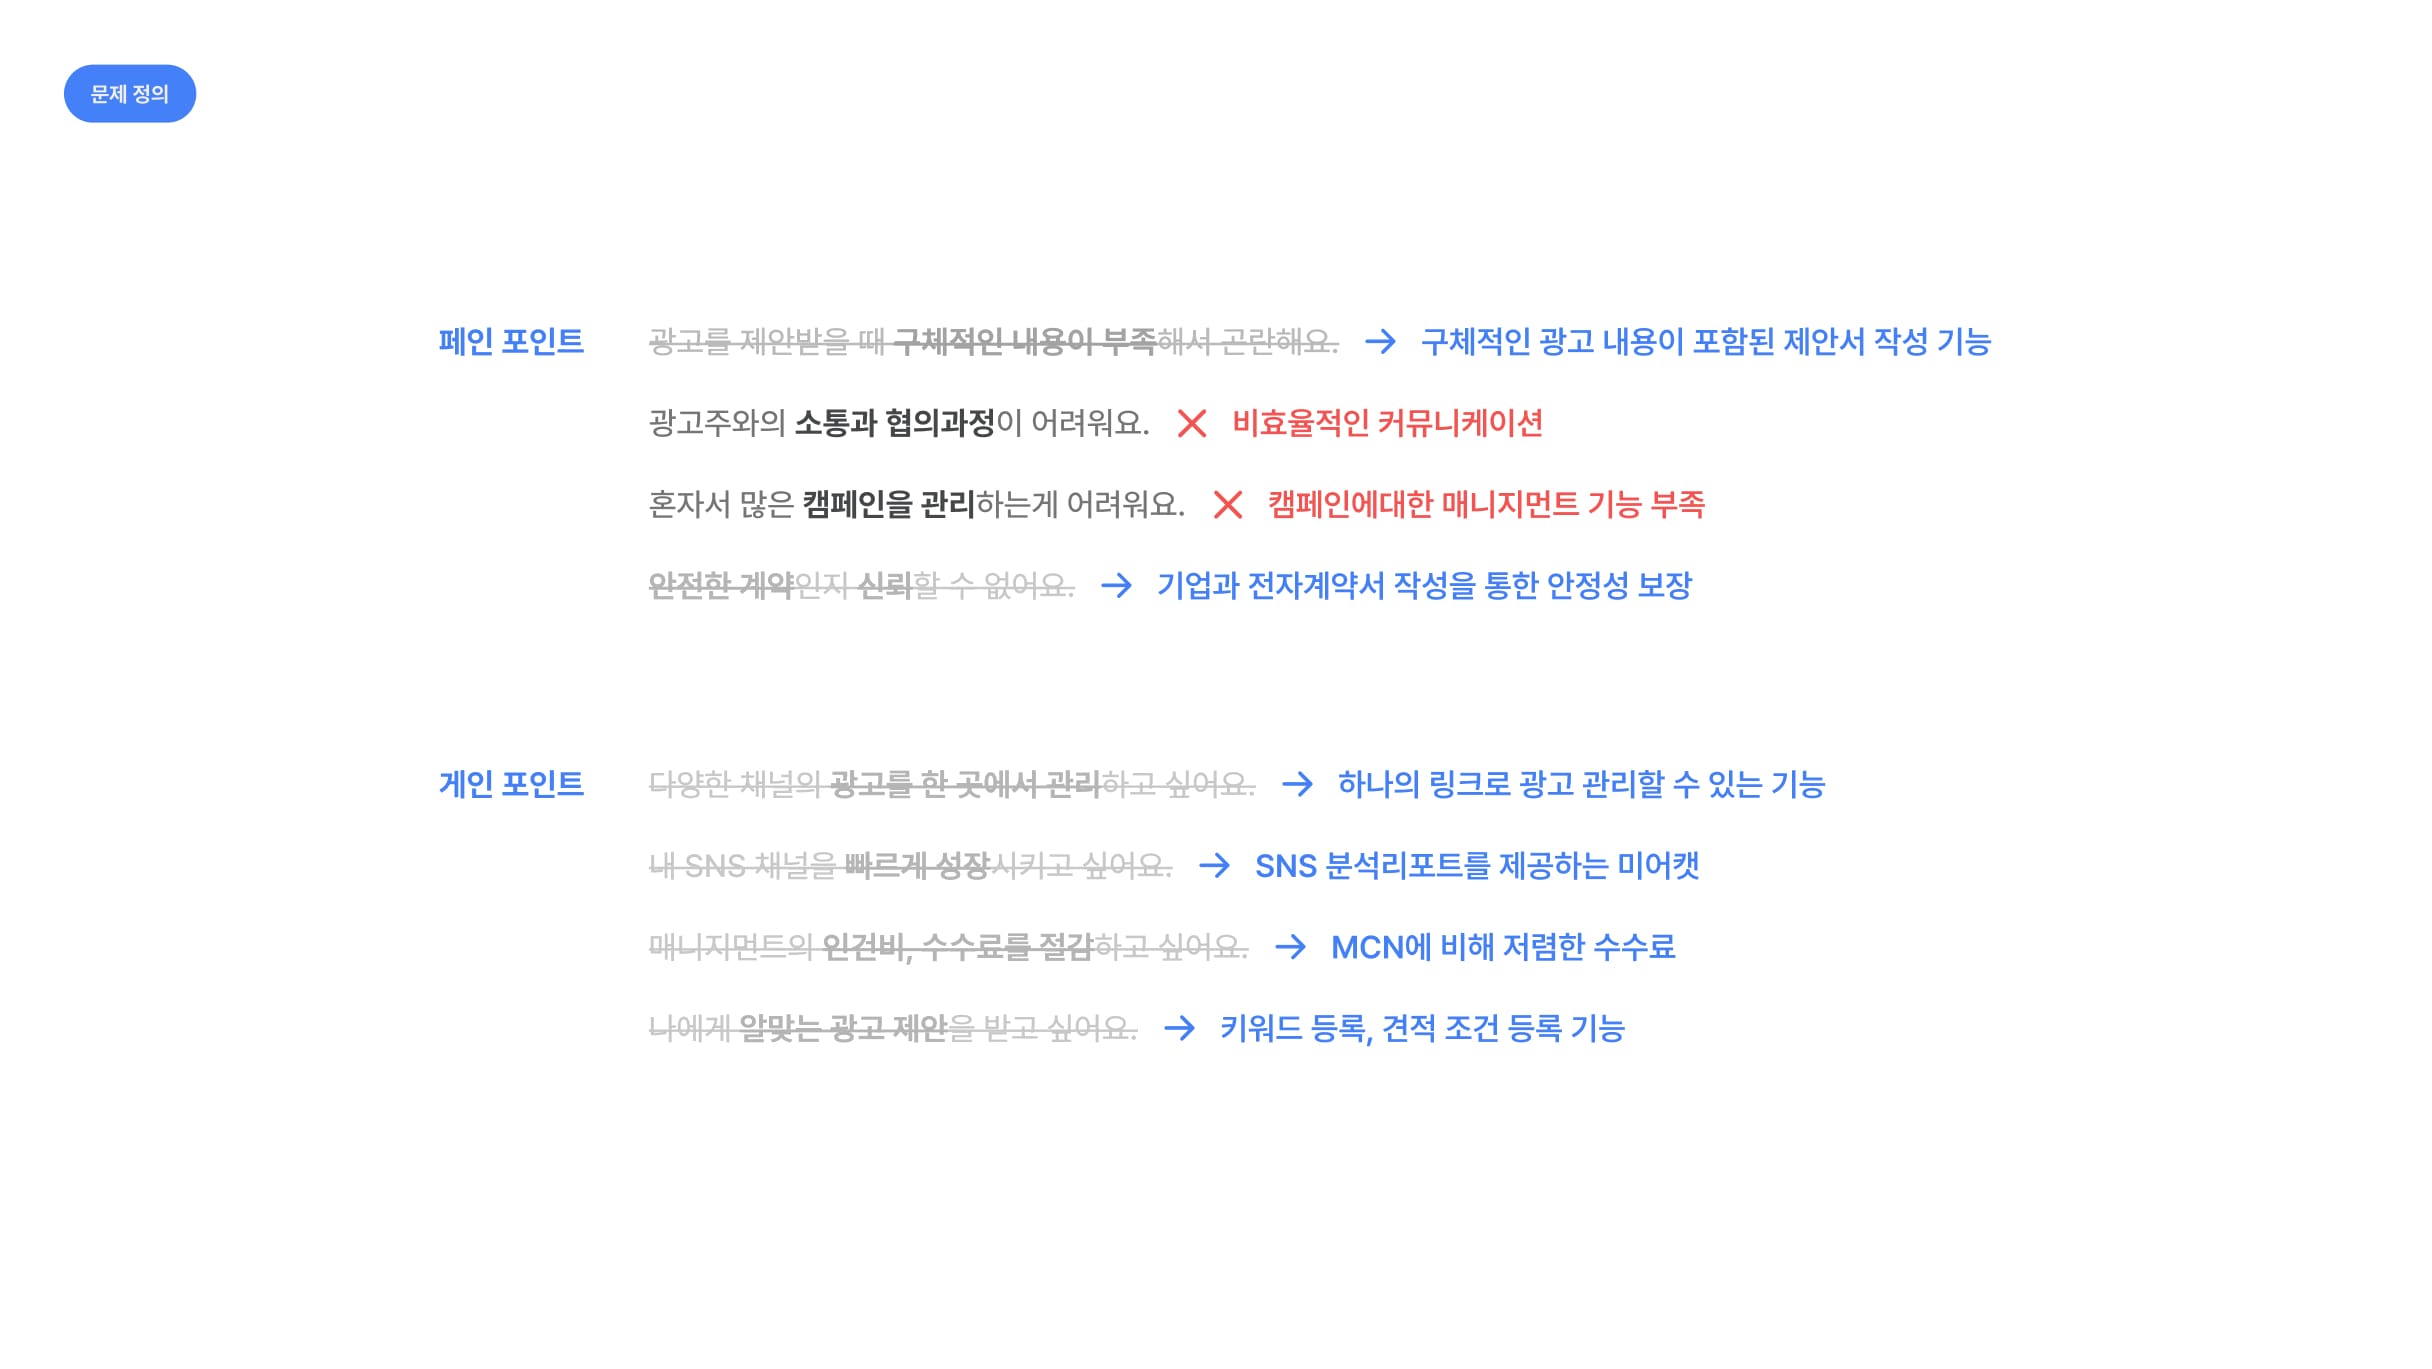 문제 정의
페인 포인트 광고를 제안받을 때 구체적인 내용이 부족해서 곤란해요. → 구체적인 광고 내용이 포함된 제안서 작성 기능
광고주와의 소통과 협의과정이 어려워요. ✕ 비효율적인 커뮤니케이션
혼자서 많은 캠페인을 관리하는게 어려워요. ✕ 캠페인에대한 매니지먼트 기능 부족
안전한 계약인지 신뢰할 수 없어요. → 기업과 전자계약서 작성을 통한 안정성 보장
게인 포인트 다양한 채널의 광고를 한 곳에서 관리하고 싶어요. → 하나의 링크로 광고 관리할 수 있는 기능
내 SNS 채널을 빠르게 성장시키고 싶어요. → SNS 분석리포트를 제공하는 미어캣
매니지먼트의 인건비, 수수료를 절감하고 싶어요. → MCN에 비해 저렴한 수수료
나에게 알맞는 광고 제안을 받고 싶어요. → 키워드 등록, 견적 조건 등록 기능